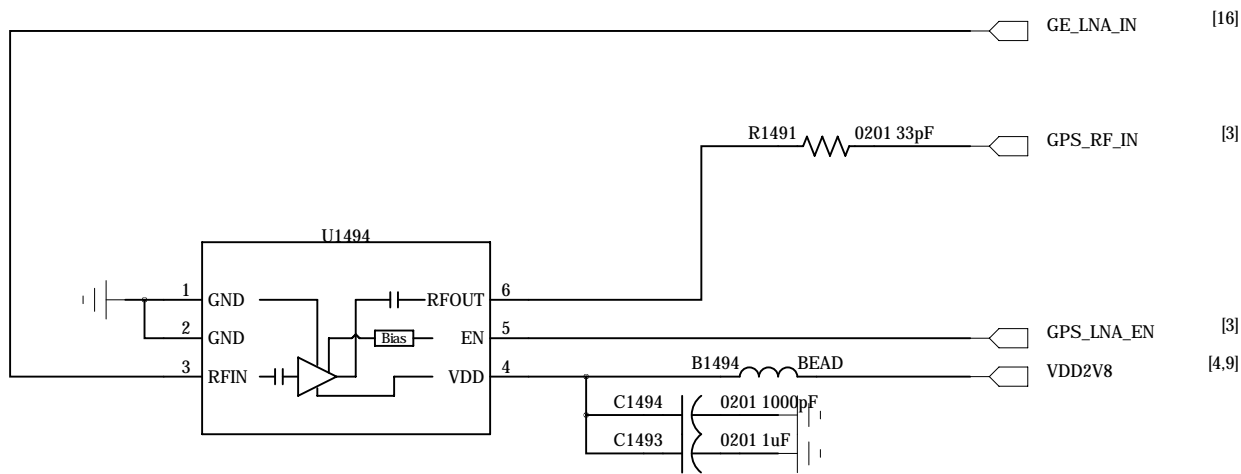 GE_LNA_IN [16]
R1491 0201 33pF GPS_RF_IN [3]
U1494
1 GND RFOUT 6
2 GND Bias EN 5 GPS_LNA_EN [3]
3 RFIN VDD 4 B1494 BEAD VDD2V8 [4,9]
C1494 0201 1000pF
C1493 0201 1uF